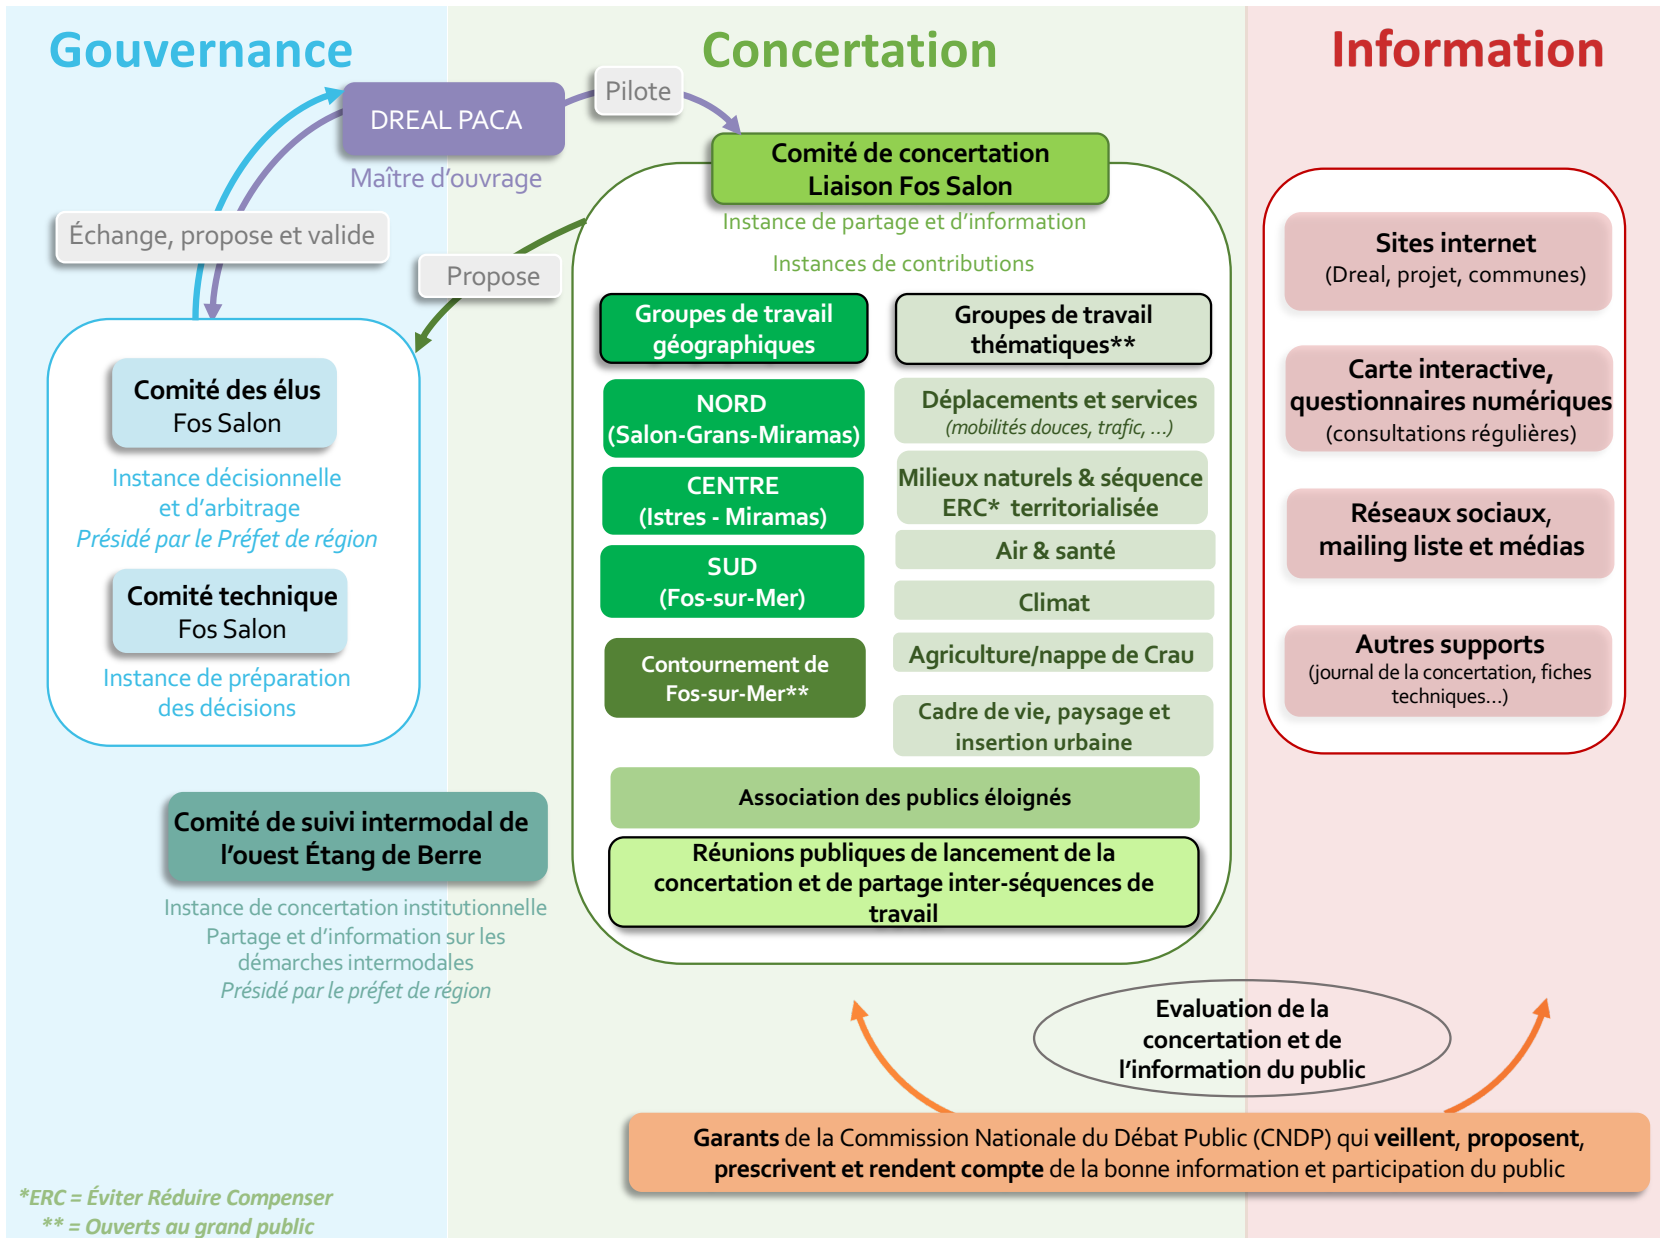 Gouvernance
Concertation
Information
DREAL PACA
Maître d’ouvrage
Pilote
Échange, propose et valide
Propose
Comité des élus
Fos Salon
Instance décisionnelle
et d’arbitrage
Présidé par le Préfet de région
Comité technique
Fos Salon
Instance de préparation
des décisions
Comité de suivi intermodal de
l’ouest Étang de Berre
Instance de concertation institutionnelle
Partage et d’information sur les
démarches intermodales
Présidé par le préfet de région
Comité de concertation
Liaison Fos Salon
Instance de partage et d’information
Instances de contributions
Groupes de travail
géographiques
NORD
(Salon-Grans-Miramas)
CENTRE
(Istres - Miramas)
SUD
(Fos-sur-Mer)
Contournement de
Fos-sur-Mer**
Groupes de travail
thématiques**
Déplacements et services
(mobilités douces, trafic, ...)
Milieux naturels & séquence
ERC* territorialisée
Air & santé
Climat
Agriculture/nappe de Crau
Cadre de vie, paysage et
insertion urbaine
Association des publics éloignés
Réunions publiques de lancement de la
concertation et de partage inter-séquences de
travail
Sites internet
(Dreal, projet, communes)
Carte interactive,
questionnaires numériques
(consultations régulières)
Réseaux sociaux,
mailing liste et médias
Autres supports
(journal de la concertation, fiches
techniques...)
Evaluation de la
concertation et de
l’information du public
Garants de la Commission Nationale du Débat Public (CNDP) qui veillent, proposent,
prescrivent et rendent compte de la bonne information et participation du public
*ERC = Éviter Réduire Compenser
** = Ouverts au grand public